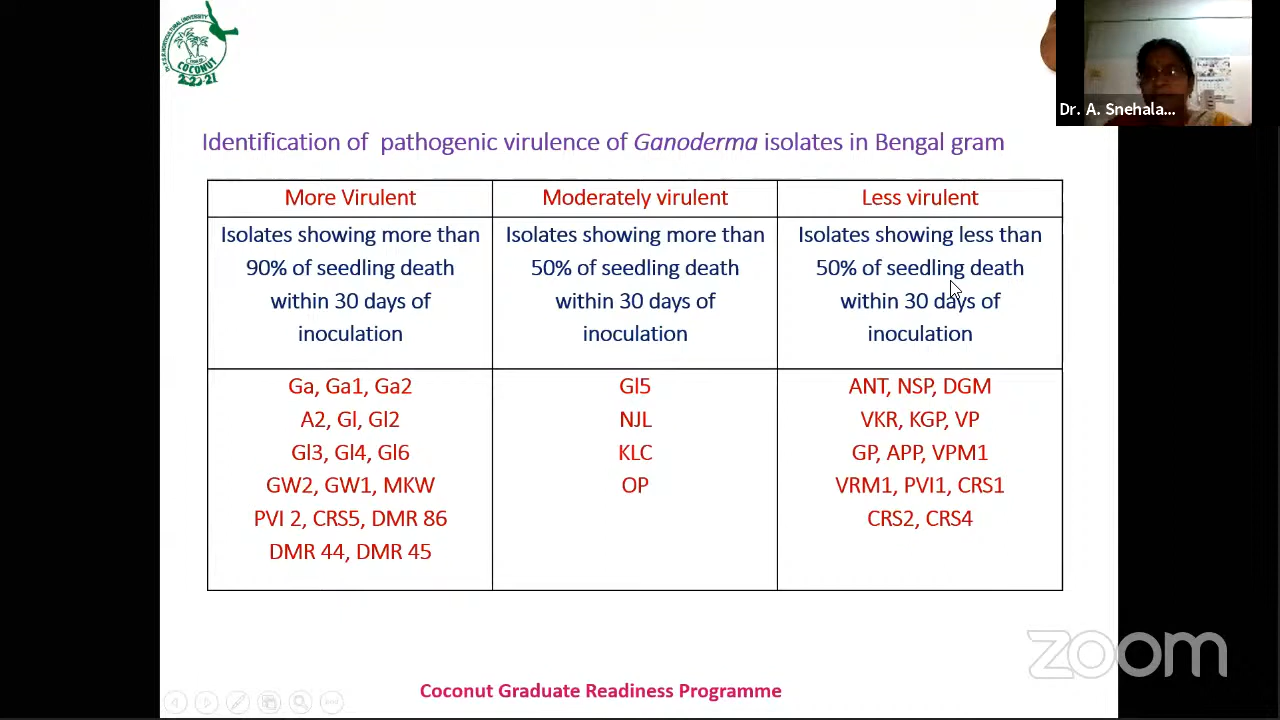 COCONUT
2021
Dr. A. Snehala...
Identification of pathogenic virulence of Ganoderma isolates in Bengal gram
More Virulent
Moderately virulent
Less virulent
Isolates showing more than
90% of seedling death
within 30 days of
inoculation
Isolates showing more than
50% of seedling death
within 30 days of
inoculation
Isolates showing less than
50% of seedling death
within 30 days of
inoculation
Ga, Ga1, Ga2
A2, Gl, Gl2
Gl3, Gl4, Gl6
GW2, GW1, MKW
PVI 2, CRS5, DMR 86
DMR 44, DMR 45
Gl5
NJL
KLC
OP
ANT, NSP, DGM
VKR, KGP, VP
GP, APP, VPM1
VRM1, PVI1, CRS1
CRS2, CRS4
zoom
Coconut Graduate Readiness Programme